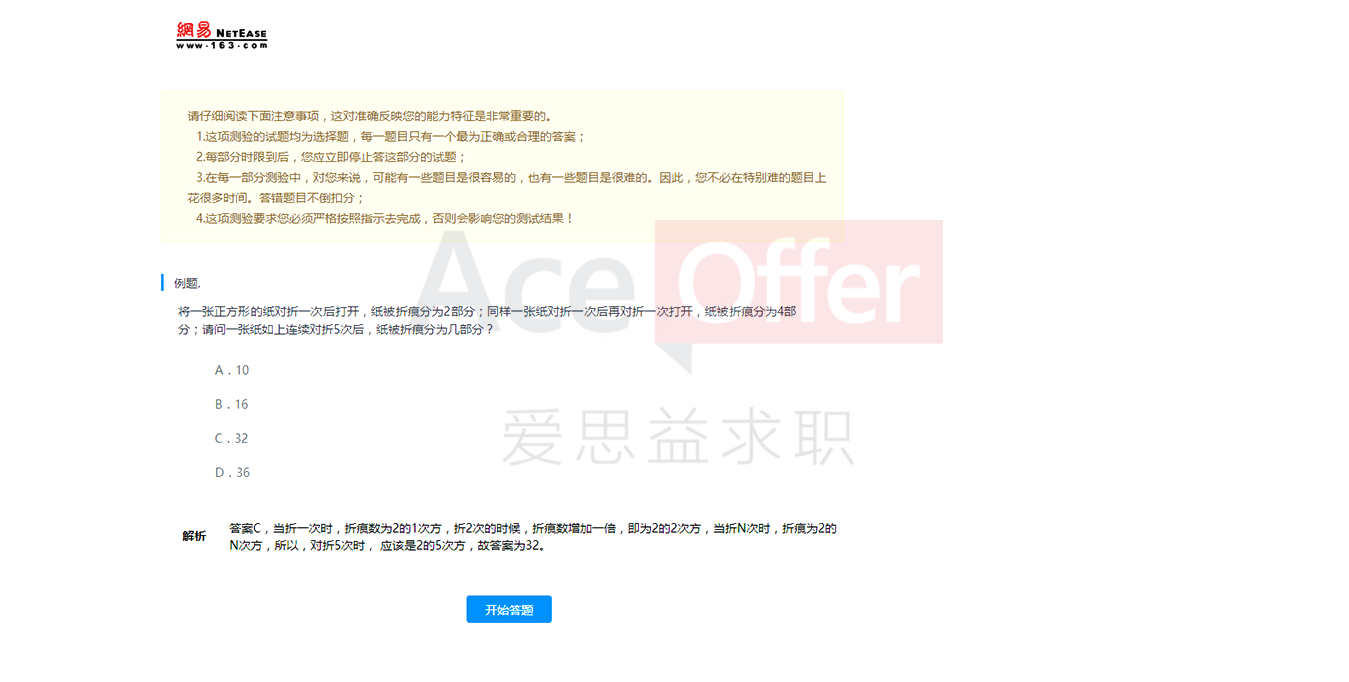 網易 NETEASE
www.163.com
请仔细阅读下面注意事项，这对准确反映您的能力特征是非常重要的。
1.这项测验的试题均为选择题，每一题目只有一个最为正确或合理的答案；
2.每部分时限到后，您应立即停止答这部分的试题；
3.在每一部分测验中，对您来说，可能有一些题目是很容易的，也有一些题目是很难的。因此，您不必在特别难的题目上
花很多时间。答错题目不倒扣分；
4.这项测验要求您必须严格按照指示去完成，否则会影响您的测试结果！
Ace Offer
例题.
将一张正方形的纸对折一次后打开，纸被折痕分为2部分；同样一张纸对折一次后再对折一次打开，纸被折痕分为4部
分；请问一张纸如上连续对折5次后，纸被折痕分为几部分？
A．10
B．16
爱思益求职
C．32
D．36
解析
答案C，当折一次时，折痕数为2的1次方，折2次的时候，折痕数增加一倍，即为2的2次方，当折N次时，折痕为2的
N次方，所以，对折5次时， 应该是2的5次方，故答案为32。
开始答题